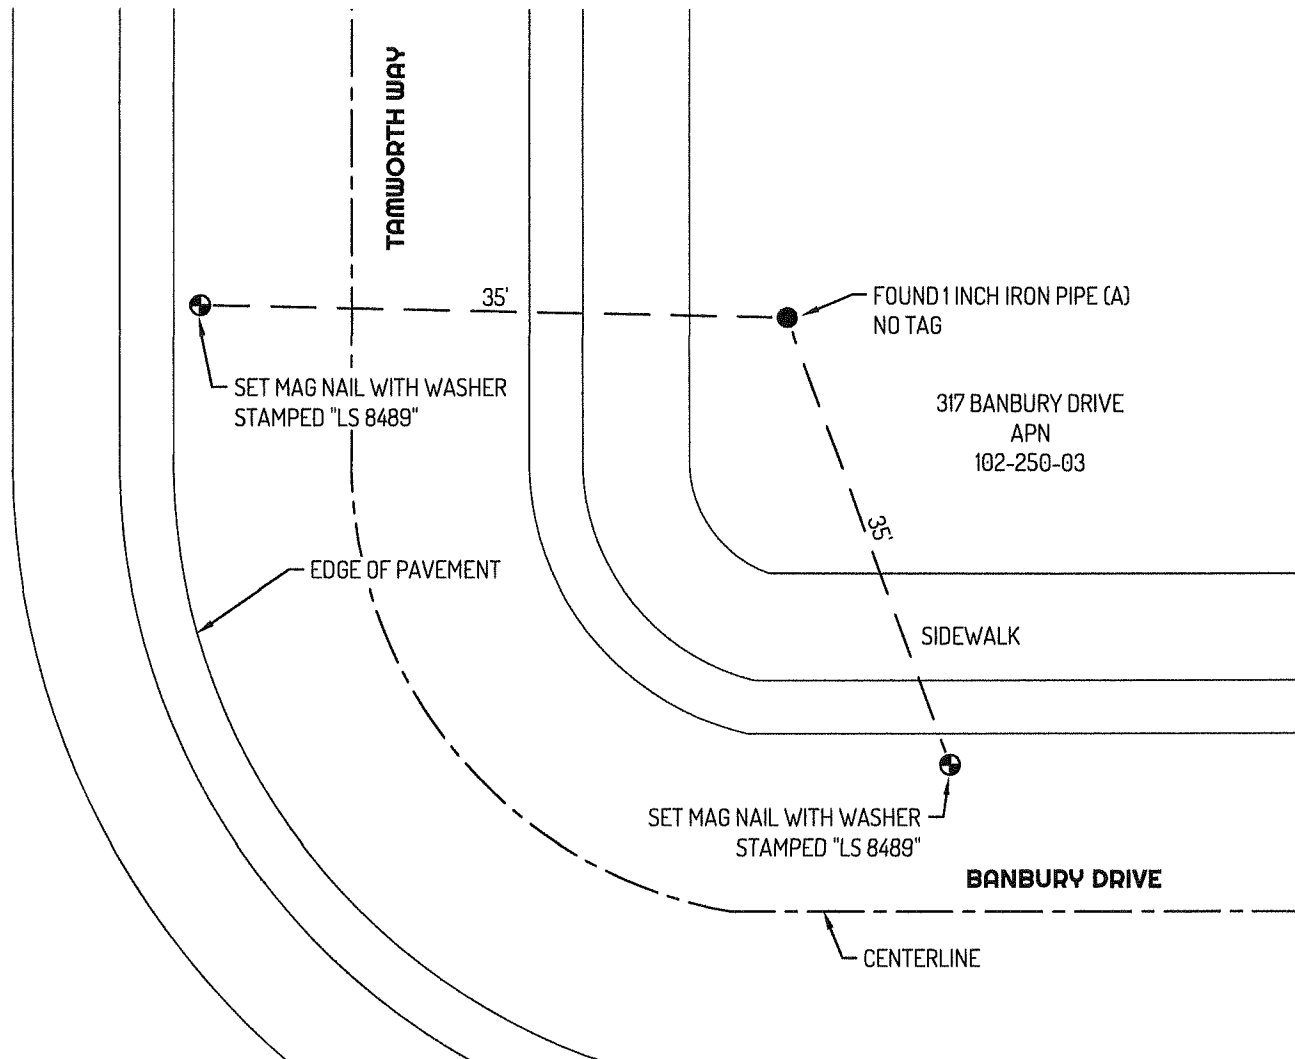 TAMWORTH WAY
35'
FOUND 1 INCH IRON PIPE (A)
NO TAG
SET MAG NAIL WITH WASHER
STAMPED "LS 8489"
317 BANBURY DRIVE
APN
102-250-03
35'
EDGE OF PAVEMENT
SIDEWALK
SET MAG NAIL WITH WASHER
STAMPED "LS 8489"
BANBURY DRIVE
CENTERLINE